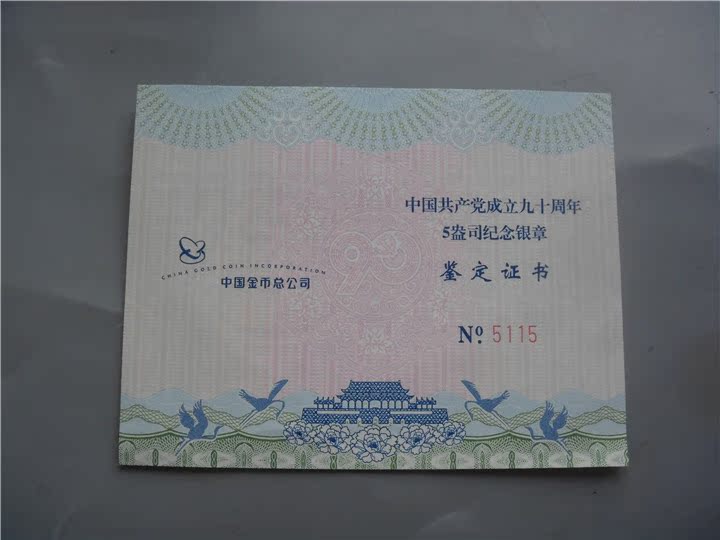 中国共产党成立九十周年
5盎司纪念银章
鉴定证书
№ 5115
CHINA GOLD COIN INCORPORATION
中国金币总公司